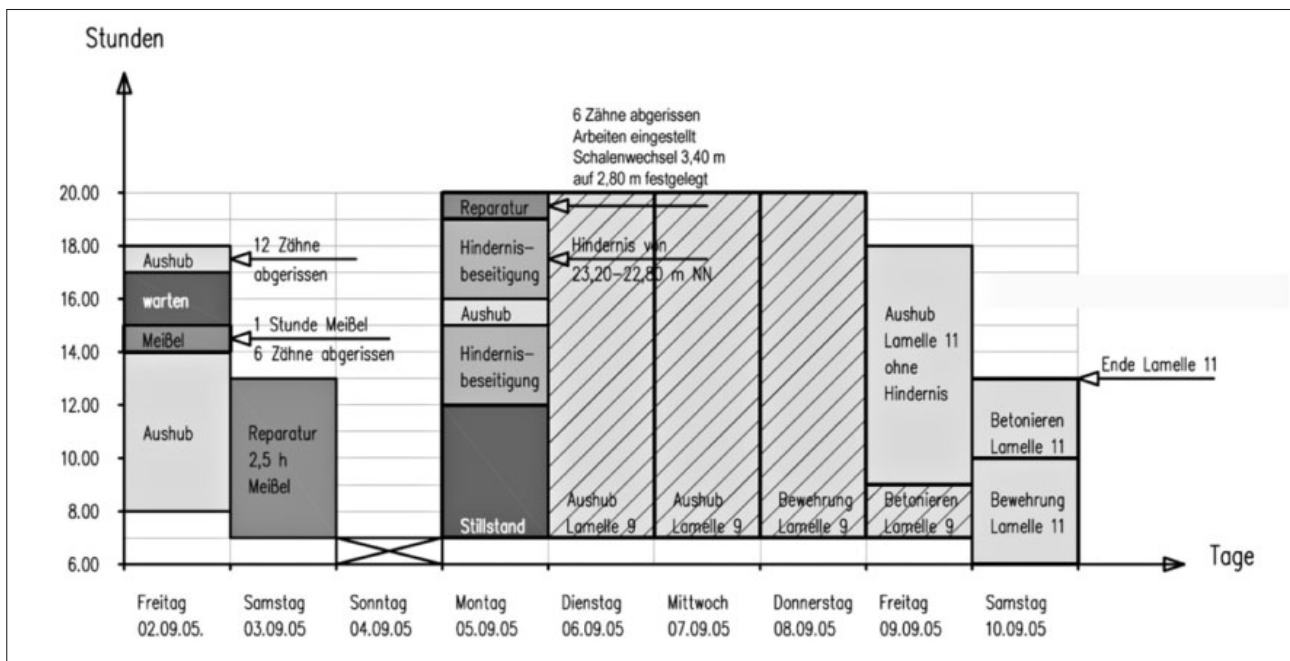 Stunden
6 Zähne abgerissen
Arbeiten eingestellt
Schalenwechsel 3,40 m
auf 2,80 m festgelegt
20.00
18.00
16.00
14.00
12.00
10.00
8.00
6.00
Aushub
warten
Meißel
Aushub
12 Zähne
abgerissen
1 Stunde Meißel
6 Zähne abgerissen
Reparatur
2,5 h
Meißel
Reparatur
Hindernis-
beseitigung
Aushub
Hindernis-
beseitigung
Stillstand
Hindernis von
23,20-22,80 m NN
Aushub
Lamelle 9
Aushub
Lamelle 9
Bewehrung
Lamelle 9
Aushub
Lamelle 11
ohne
Hindernis
Betonieren
Lamelle 9
Ende Lamelle 11
Betonieren
Lamelle 11
Bewehrung
Lamelle 11
Tage
Freitag
02.09.05.
Samstag
03.09.05
Sonntag
04.09.05
Montag
05.09.05
Dienstag
06.09.05
Mittwoch
07.09.05
Donnerstag
08.09.05
Freitag
09.09.05
Samstag
10.09.05